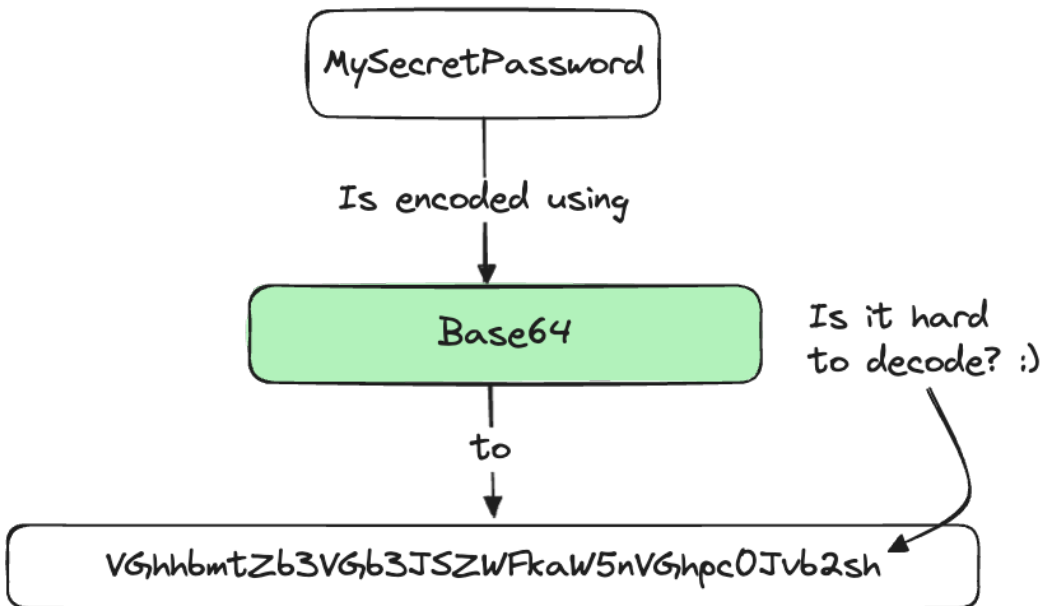 MySecretPassword
Is encoded using
Base64
Is it hard
to decode? :)
to
VGhhbmtZb3VGb3JSZWFkaW5nVGhpc0Jvb2sh